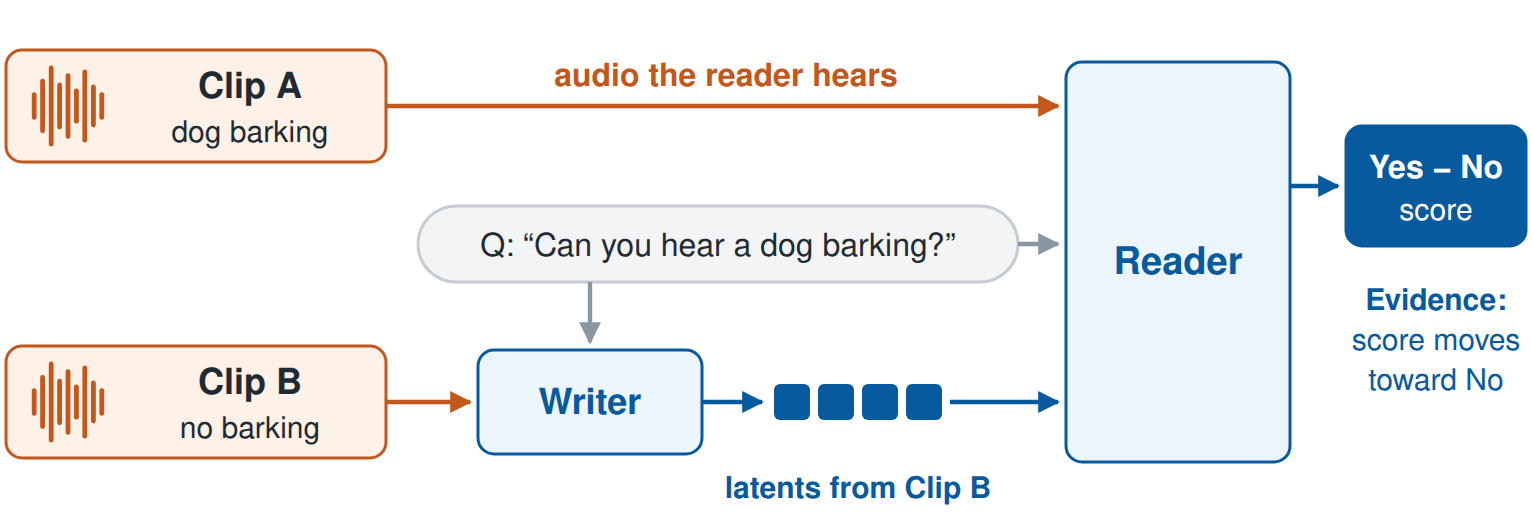 Clip A
dog barking
audio the reader hears
Q: “Can you hear a dog barking?”
Clip B
no barking
Writer
latents from Clip B
Reader
Yes – No
score
Evidence:
score moves
toward No